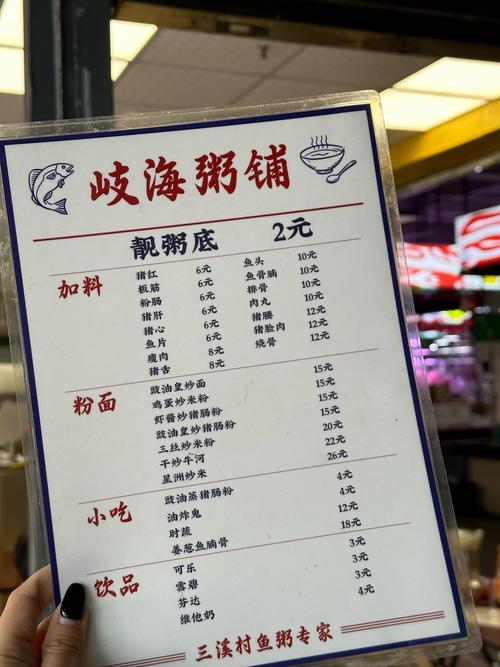 岐海粥铺
靓粥底 2元
加料
猪红 6元 鱼头 10元
板筋 6元 鱼骨腩 10元
粉肠 6元 排骨 10元
猪肝 6元 肉丸 10元
猪心 6元 猪腰 12元
鱼片 6元 猪脸肉 12元
瘦肉 8元 烧骨 12元
猪舌 8元
粉面
豉油皇炒面 15元
鸡蛋炒米粉 15元
虾酱炒猪肠粉 15元
豉油皇炒猪肠粉 15元
三丝炒米粉 20元
干炒牛河 22元
星洲炒米 26元
小吃
豉油蒸猪肠粉 4元
油炸鬼 4元
时蔬 12元
姜葱鱼腩骨 18元
饮品
可乐 3元
雪碧 3元
芬达 3元
维他奶 4元
三溪村鱼粥专家